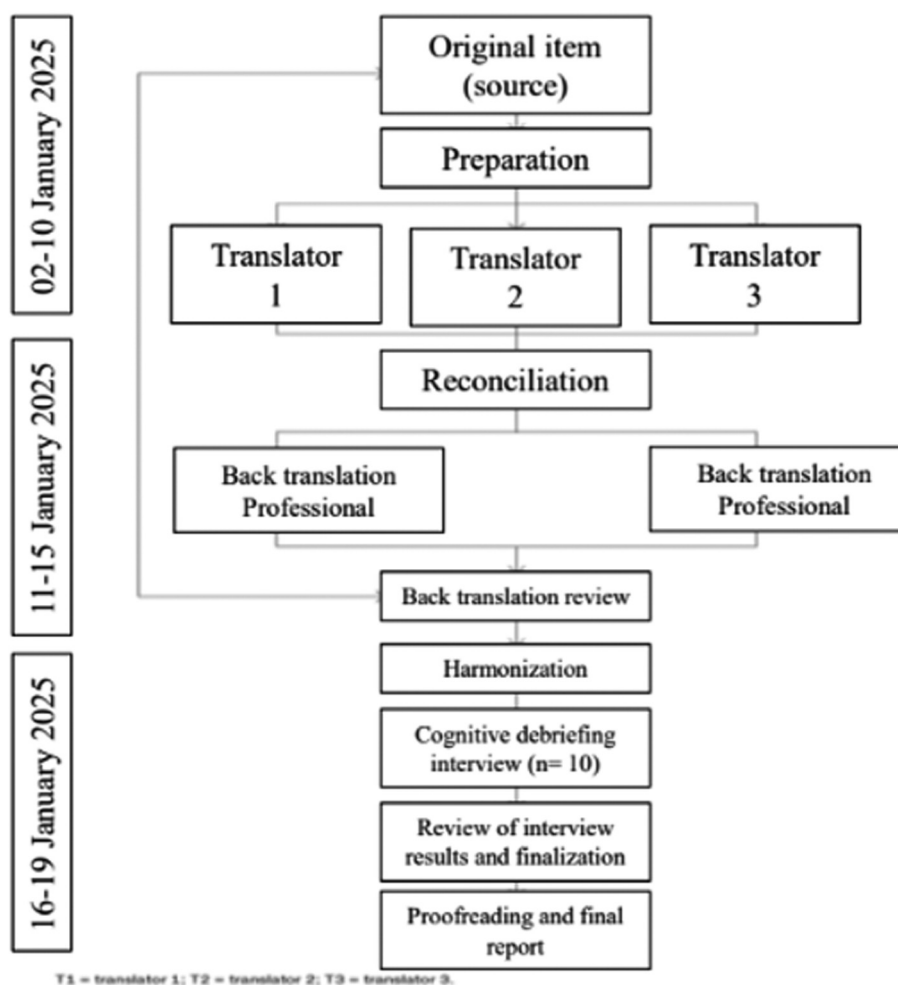 02-10 January 2025
Original item
(source)
Preparation
Translator
1
Translator
2
Translator
3
11-15 January 2025
Reconciliation
Back translation
Professional
Back translation
Professional
Back translation review
16-19 January 2025
Harmonization
Cognitive debriefing
interview (n= 10)
Review of interview
results and finalization
Proofreading and final
report
T1 = translator 1; T2 = translator 2; T3 = translator 3.